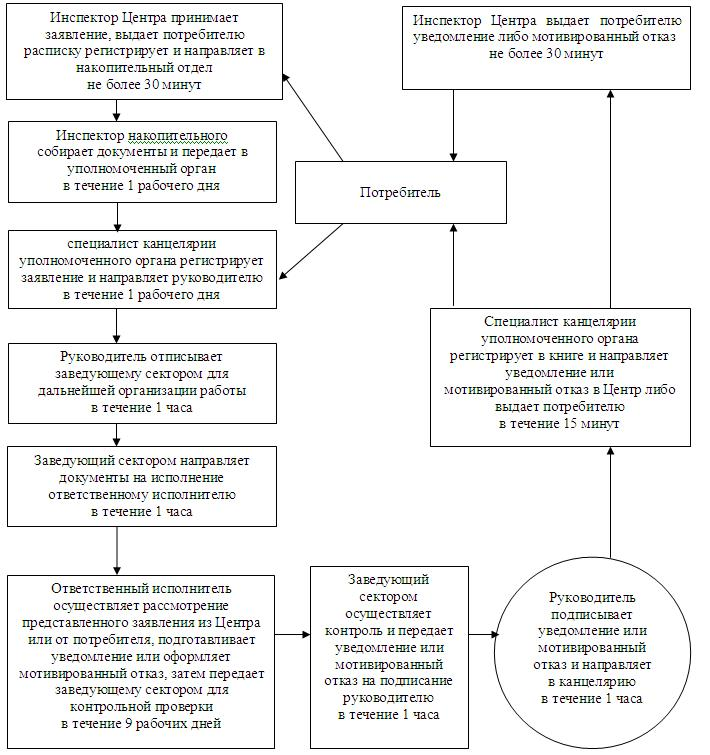 Инспектор Центра принимает
заявление, выдает потребителю
расписку регистрирует и направляет в
накопительный отдел
не более 30 минут
Инспектор Центра выдает потребителю
уведомление либо мотивированный отказ
не более 30 минут
Инспектор накопительного
собирает документы и передает в
уполномоченный орган
в течение 1 рабочего дня
Потребитель
специалист канцелярии
уполномоченного органа регистрирует
заявление и направляет руководителю
в течение 1 рабочего дня
Специалист канцелярии
уполномоченного органа
регистрирует в книге и направляет
уведомление или
мотивированный отказ в Центр либо
выдает потребителю
в течение 15 минут
Руководитель отписывает
заведующему сектором для
дальнейшей организации работы
в течение 1 часа
Заведующий сектором направляет
документы на исполнение
ответственному исполнителю
в течение 1 часа
Ответственный исполнитель
осуществляет рассмотрение
представленного заявления из Центра
или от потребителя, подготавливает
уведомление или оформляет
мотивированный отказ, затем передает
заведующему сектором для
контрольной проверки
в течение 9 рабочих дней
Заведующий
сектором
осуществляет
контроль и передает
уведомление или
мотивированный
отказ на подписание
руководителю
в течение 1 часа
Руководитель
подписывает
уведомление или
мотивированный
отказ и направляет
в канцелярию
в течение 1 часа